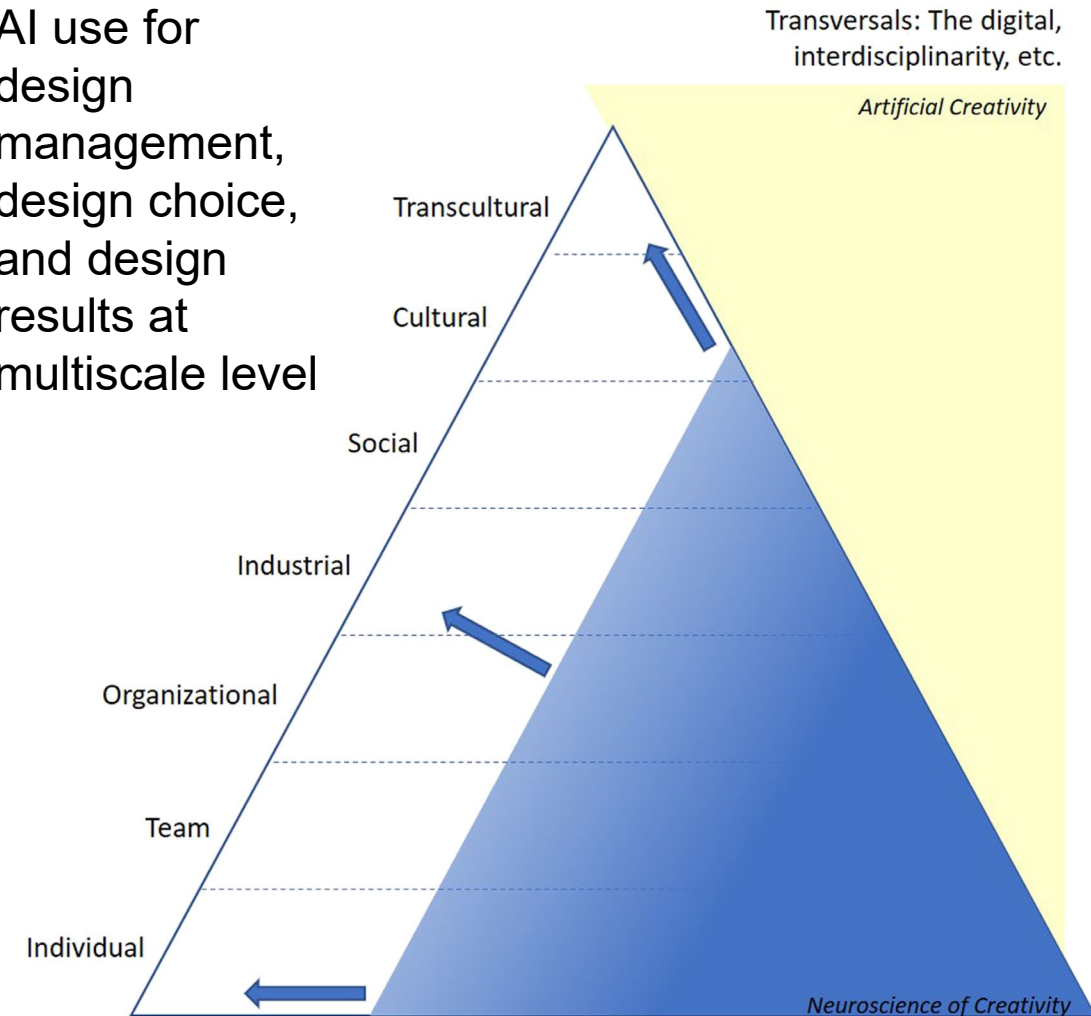 AI use for
design
management,
design choice,
and design
results at
multiscale level
Transversals: The digital,
interdisciplinarity, etc.
Artificial Creativity
Transcultural
Cultural
Social
Industrial
Organizational
Team
Individual
Neuroscience of Creativity